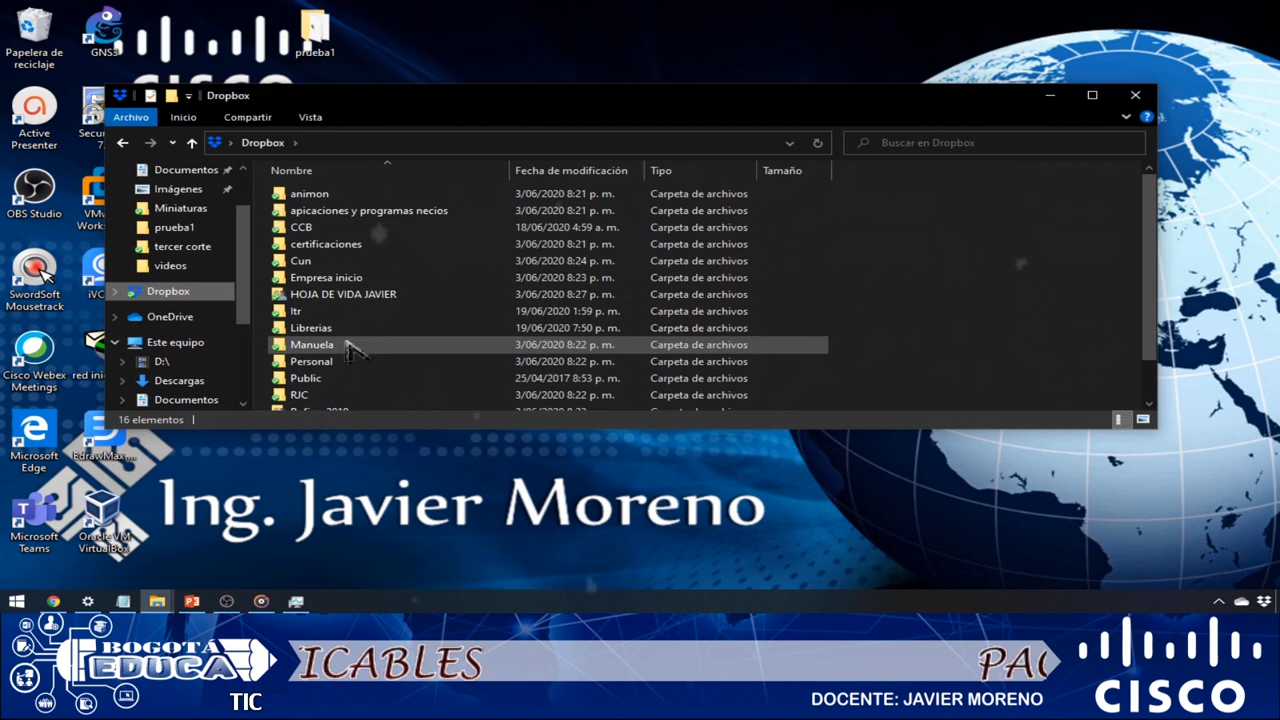 Papelera de
reciclaje
GNS3
prueba1
CISCO
Dropbox
Archivo
Inicio
Compartir
Vista
Dropbox
Buscar en Dropbox
Active
Presenter
OBS Studio
SwordSoft
Mousetrack
Cisco Webex
Meetings
red ini
Microsoft
Edge
EdrawMax...
Microsoft
Teams
Oracle VM
VirtualBox
Documentos
Imágenes
Miniaturas
prueba1
tercer corte
videos
Dropbox
OneDrive
Este equipo
D:\
Descargas
Documentos
Nombre Fecha de modificación Tipo Tamaño
animon 3/06/2020 8:21 p. m. Carpeta de archivos
apicaciones y programas necios 3/06/2020 8:21 p. m. Carpeta de archivos
CCB 18/06/2020 4:59 a. m. Carpeta de archivos
certificaciones 3/06/2020 8:21 p. m. Carpeta de archivos
Cun 3/06/2020 8:24 p. m. Carpeta de archivos
Empresa inicio 3/06/2020 8:23 p. m. Carpeta de archivos
HOJA DE VIDA JAVIER 3/06/2020 8:27 p. m. Carpeta de archivos
Itr 19/06/2020 1:59 p. m. Carpeta de archivos
Librerias 19/06/2020 7:50 p. m. Carpeta de archivos
Manuela 3/06/2020 8:22 p. m. Carpeta de archivos
Personal 3/06/2020 8:22 p. m. Carpeta de archivos
Public 25/04/2017 8:53 p. m. Carpeta de archivos
RJC 3/06/2020 8:22 p. m. Carpeta de archivos
16 elementos
Ing. Javier Moreno
BOGOTÁ
EDUCA
TIC
ICABLES
DOCENTE: JAVIER MORENO
CISCO